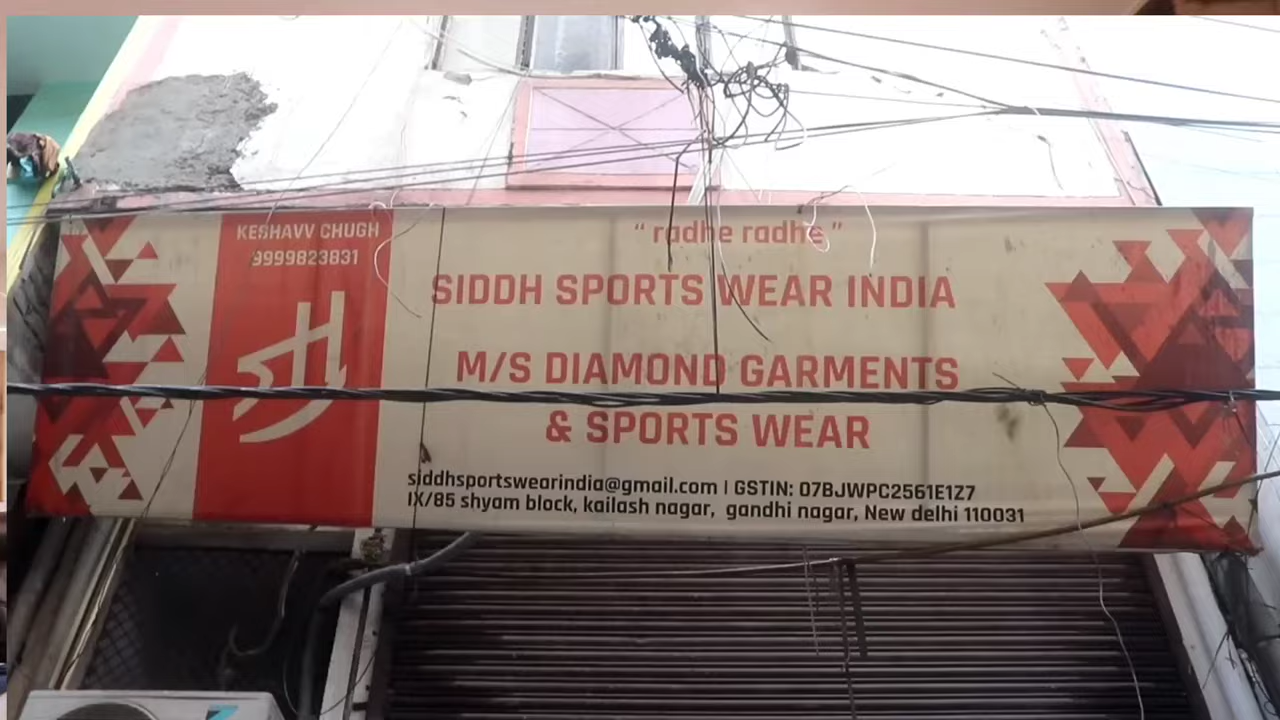 KESHAVV CHUGH
9999823831
“ radhe radhe ”
SIDDH SPORTS WEAR INDIA
M/S DIAMOND GARMENTS
& SPORTS WEAR
siddhsportswearindia@gmail.com | GSTIN: 07BJWPC2561E1Z7
IX/85 shyam block, kailash nagar, gandhi nagar, New delhi 110031